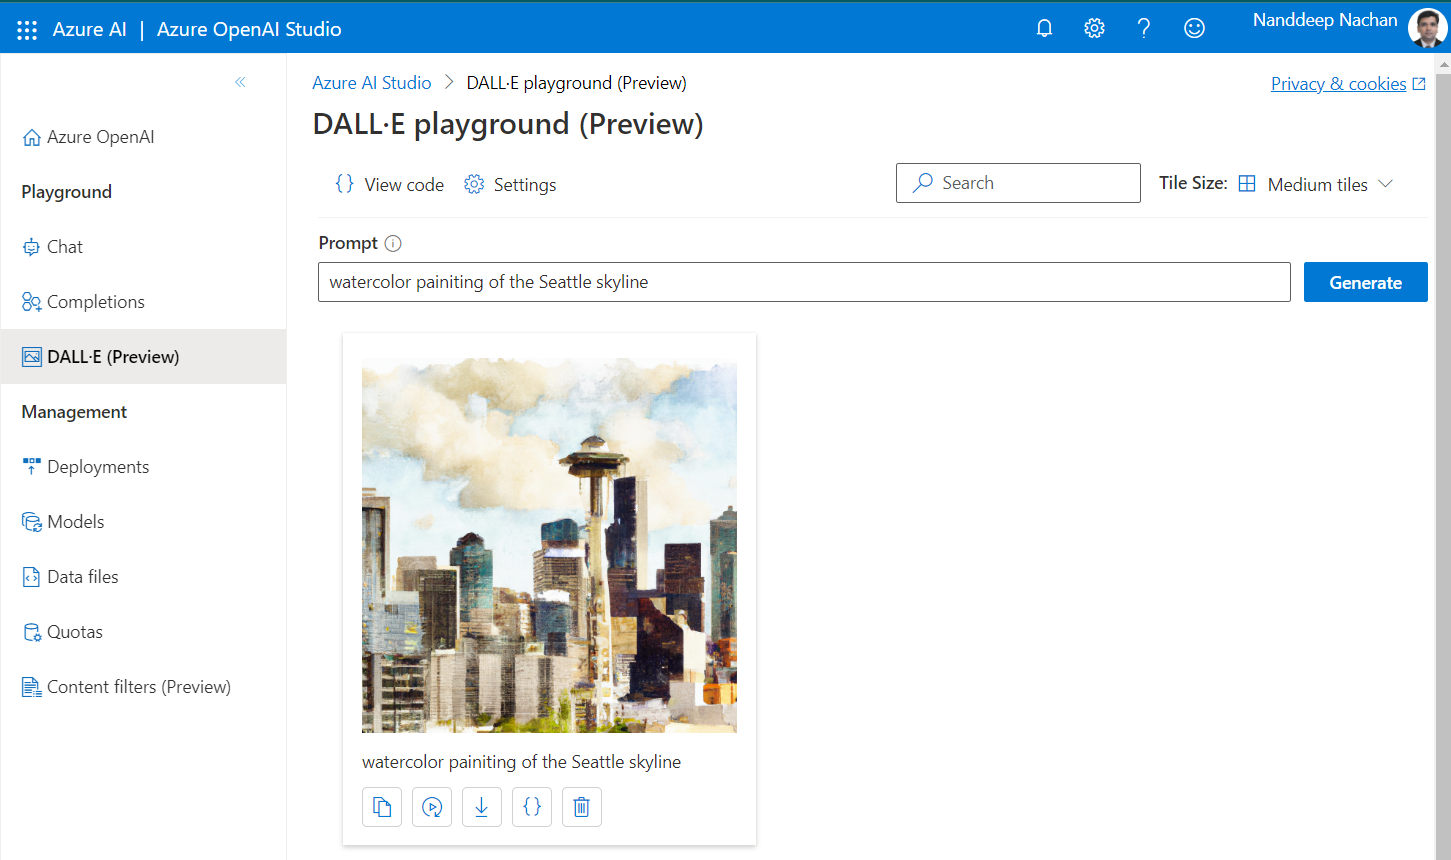 Azure AI | Azure OpenAI Studio
Nanddeep Nachan
Azure AI Studio > DALL·E playground (Preview)
Privacy & cookies
DALL·E playground (Preview)
Azure OpenAI
Playground
Chat
Completions
DALL·E (Preview)
Management
Deployments
Models
Data files
Quotas
Content filters (Preview)
{} View code
Settings
Search
Tile Size:
Medium tiles
Prompt
watercolor painiting of the Seattle skyline
Generate
watercolor painiting of the Seattle skyline